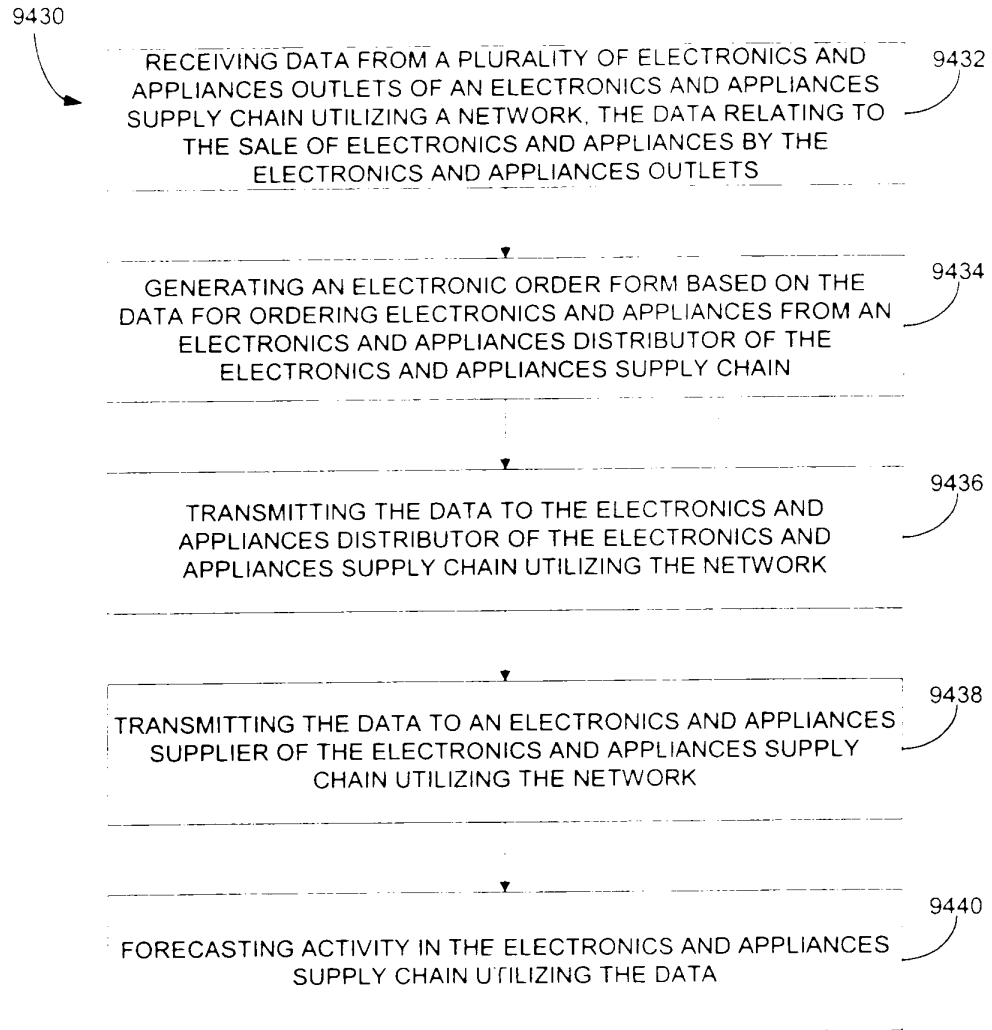 9430
RECEIVING DATA FROM A PLURALITY OF ELECTRONICS AND
APPLIANCES OUTLETS OF AN ELECTRONICS AND APPLIANCES
SUPPLY CHAIN UTILIZING A NETWORK, THE DATA RELATING TO
THE SALE OF ELECTRONICS AND APPLIANCES BY THE
ELECTRONICS AND APPLIANCES OUTLETS
9432
GENERATING AN ELECTRONIC ORDER FORM BASED ON THE
DATA FOR ORDERING ELECTRONICS AND APPLIANCES FROM AN
ELECTRONICS AND APPLIANCES DISTRIBUTOR OF THE
ELECTRONICS AND APPLIANCES SUPPLY CHAIN
9434
TRANSMITTING THE DATA TO THE ELECTRONICS AND
APPLIANCES DISTRIBUTOR OF THE ELECTRONICS AND
APPLIANCES SUPPLY CHAIN UTILIZING THE NETWORK
9436
TRANSMITTING THE DATA TO AN ELECTRONICS AND APPLIANCES
SUPPLIER OF THE ELECTRONICS AND APPLIANCES SUPPLY
CHAIN UTILIZING THE NETWORK
9438
FORECASTING ACTIVITY IN THE ELECTRONICS AND APPLIANCES
SUPPLY CHAIN UTILIZING THE DATA
9440